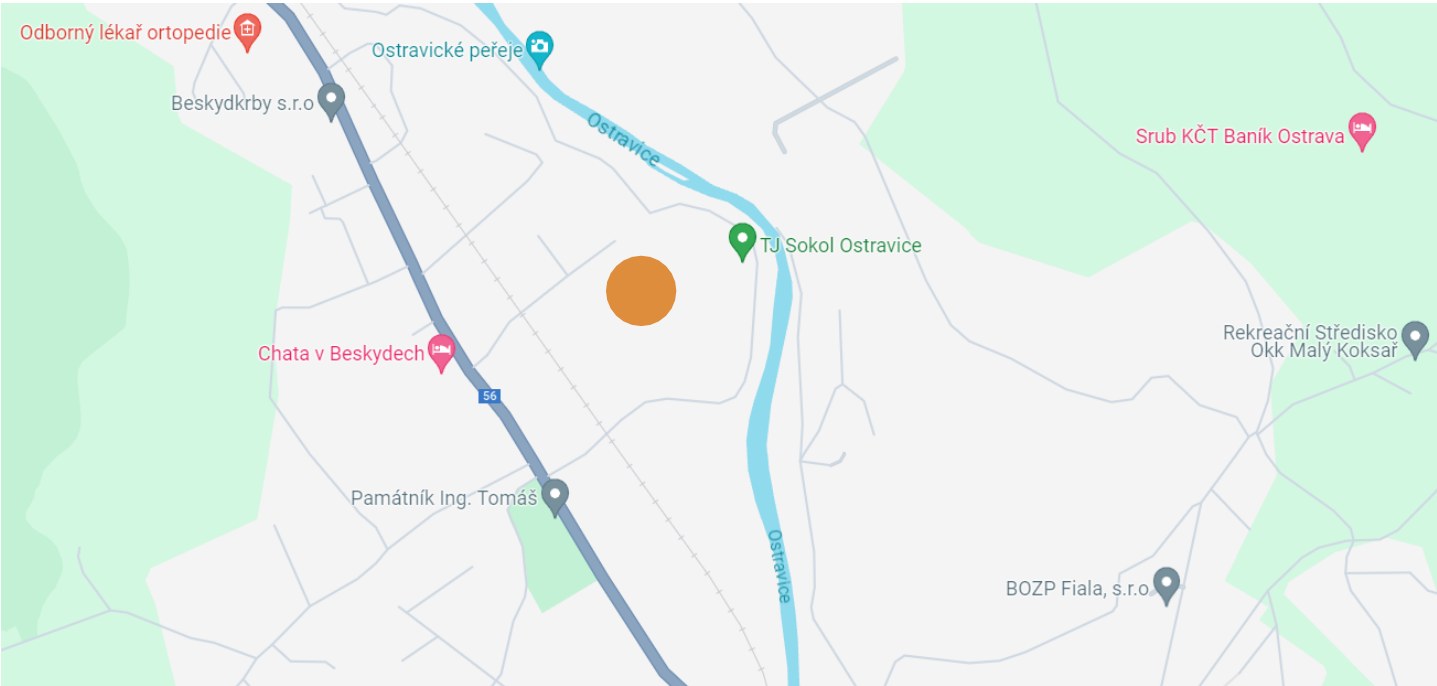 Odborný lékař ortopedie
Ostravické peřeje
Beskydkrby s.r.o
Ostravice
Srub KČT Baník Ostrava
TJ Sokol Ostravice
Rekreační Středisko
Okk Malý Koksař
Chata v Beskydech
56
Památník Ing. Tomáš
Ostravice
BOZP Fiala, s.r.o